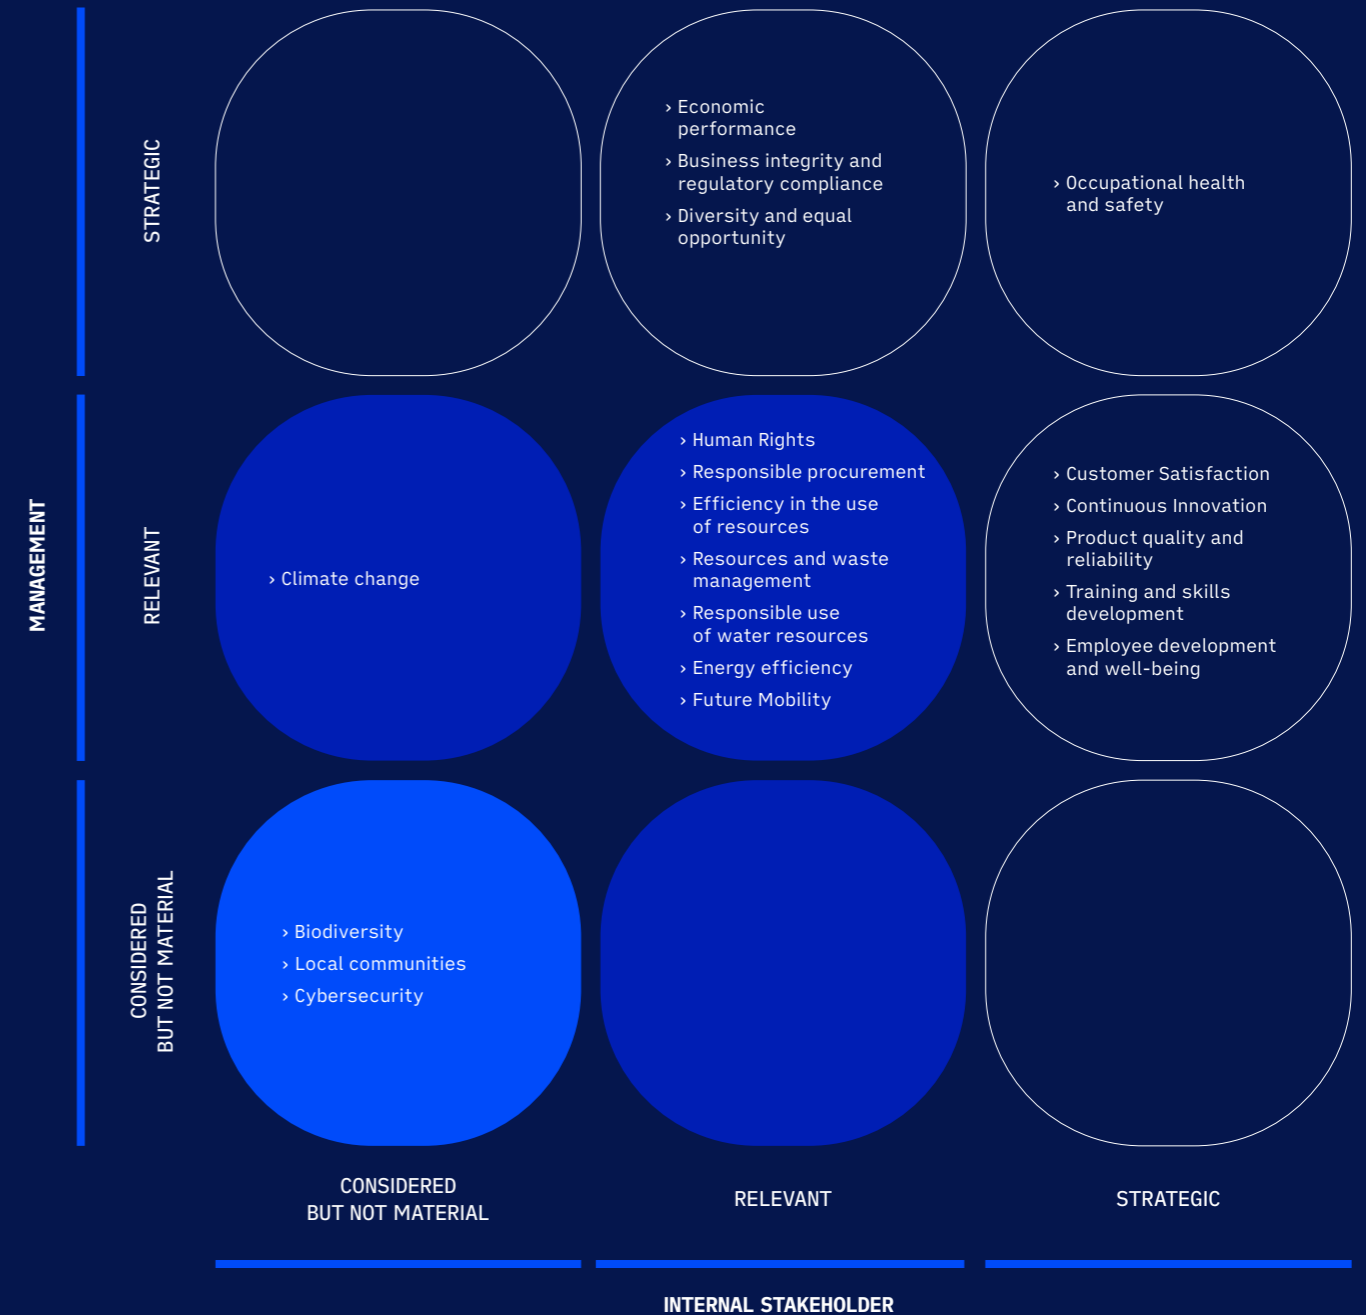 STRATEGIC
› Economic
performance
› Business integrity and
regulatory compliance
› Diversity and equal
opportunity
› Occupational health
and safety
MANAGEMENT
RELEVANT
› Climate change
› Human Rights
› Responsible procurement
› Efficiency in the use
of resources
› Resources and waste
management
› Responsible use
of water resources
› Energy efficiency
› Future Mobility
› Customer Satisfaction
› Continuous Innovation
› Product quality and
reliability
› Training and skills
development
› Employee development
and well-being
CONSIDERED
BUT NOT MATERIAL
› Biodiversity
› Local communities
› Cybersecurity
CONSIDERED
BUT NOT MATERIAL
RELEVANT
STRATEGIC
INTERNAL STAKEHOLDER